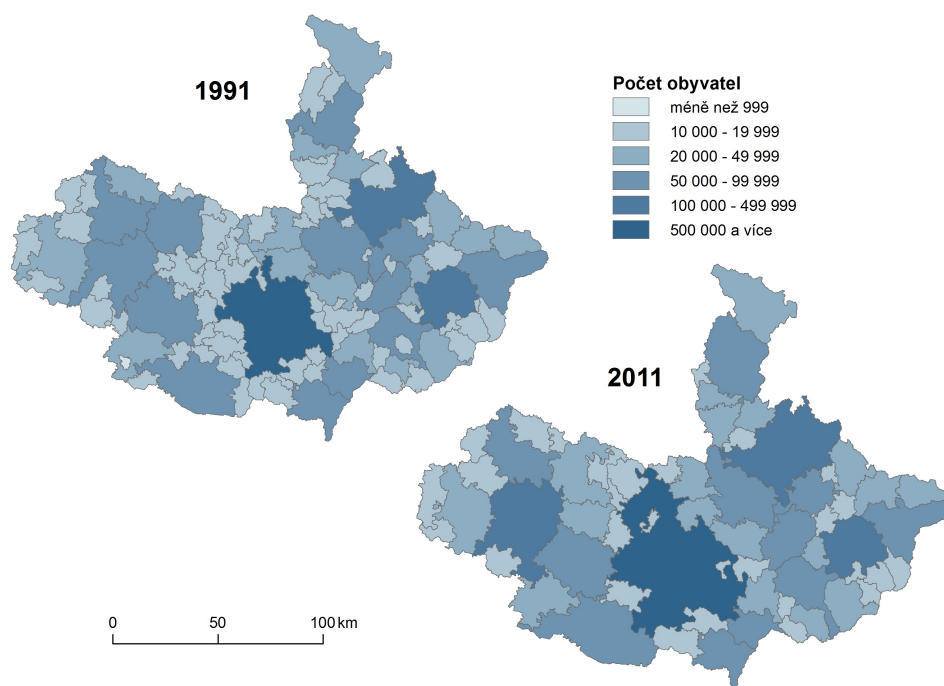 1991
Počet obyvatel
méně než 999
10 000 - 19 999
20 000 - 49 999
50 000 - 99 999
100 000 - 499 999
500 000 a více
2011
0 50 100 km